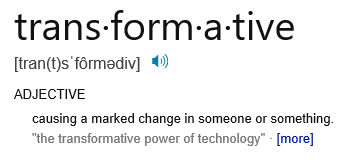 trans·form·a·tive
[tran(t)sˈfôrmədiv]
ADJECTIVE
causing a marked change in someone or something.
"the transformative power of technology" · [more]